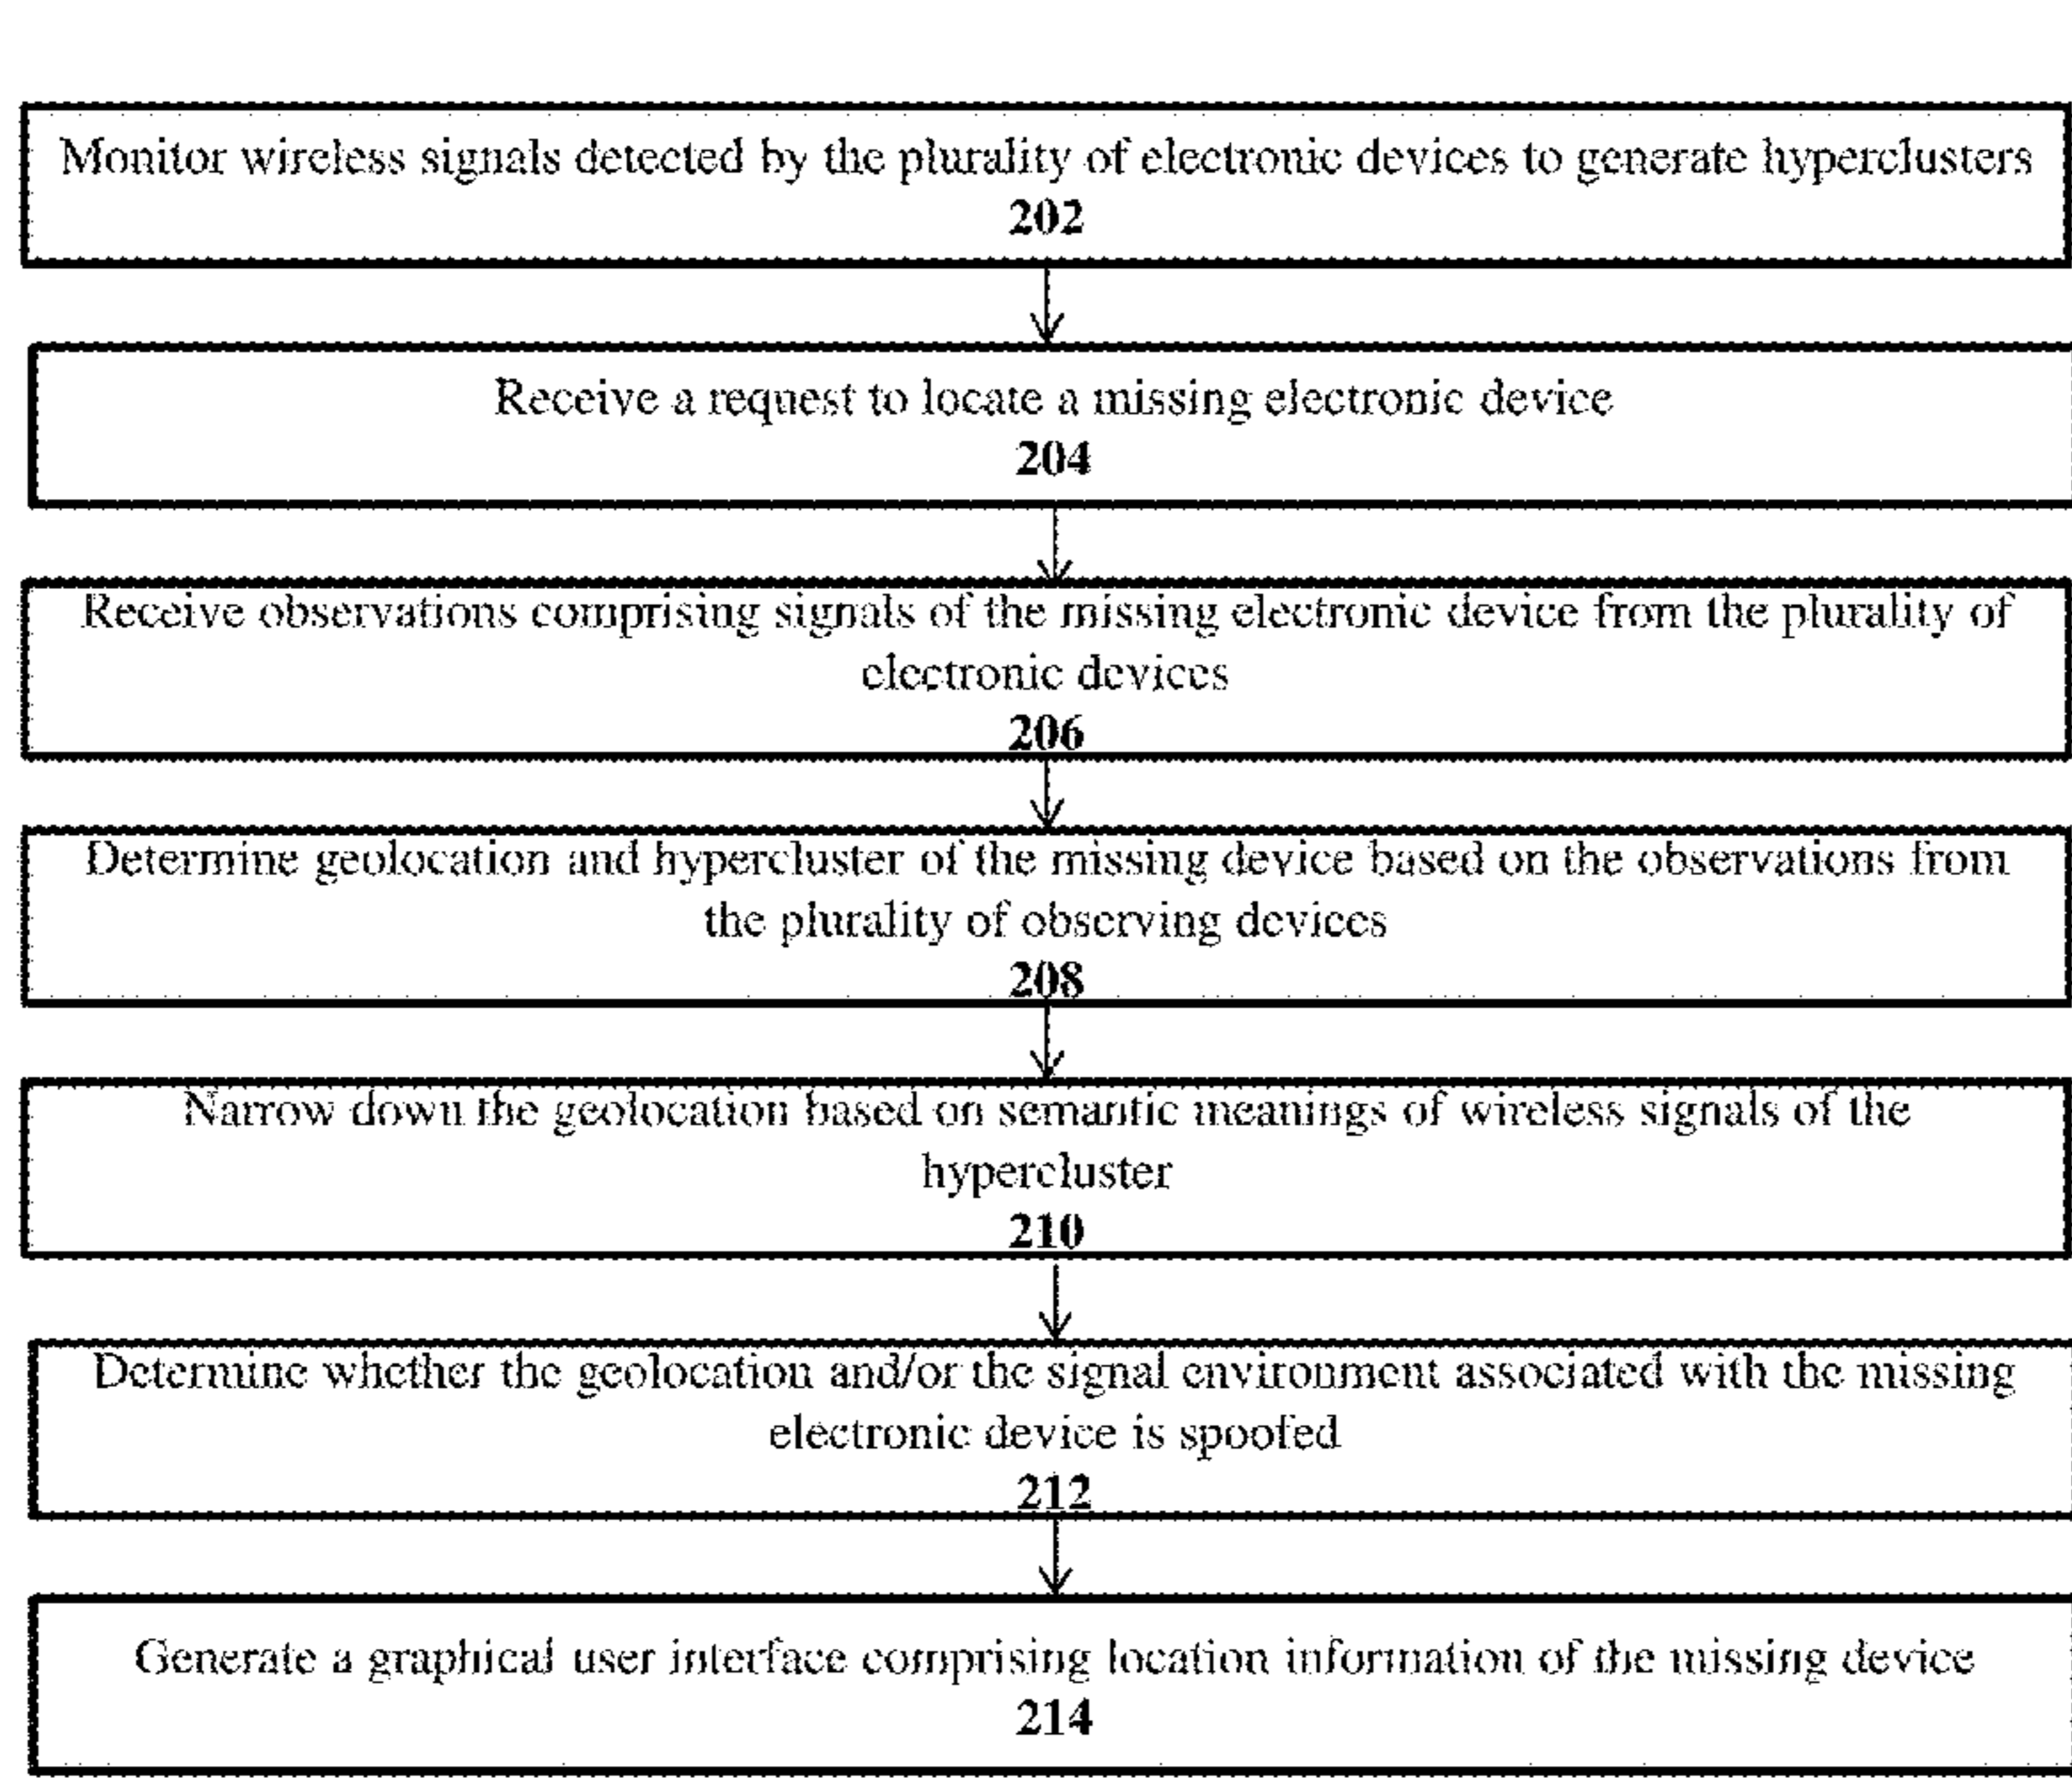 Monitor wireless signals detected by the plurality of electronic devices to generate hyperclusters
202
Receive a request to locate a missing electronic device
204
Receive observations comprising signals of the missing electronic device from the plurality of
electronic devices
206
Determine geolocation and hypercluster of the missing device based on the observations from
the plurality of observing devices
208
Narrow down the geolocation based on semantic meanings of wireless signals of the
hypercluster
210
Determine whether the geolocation and/or the signal environment associated with the missing
electronic device is spoofed
212
Generate a graphical user interface comprising location information of the missing device
214